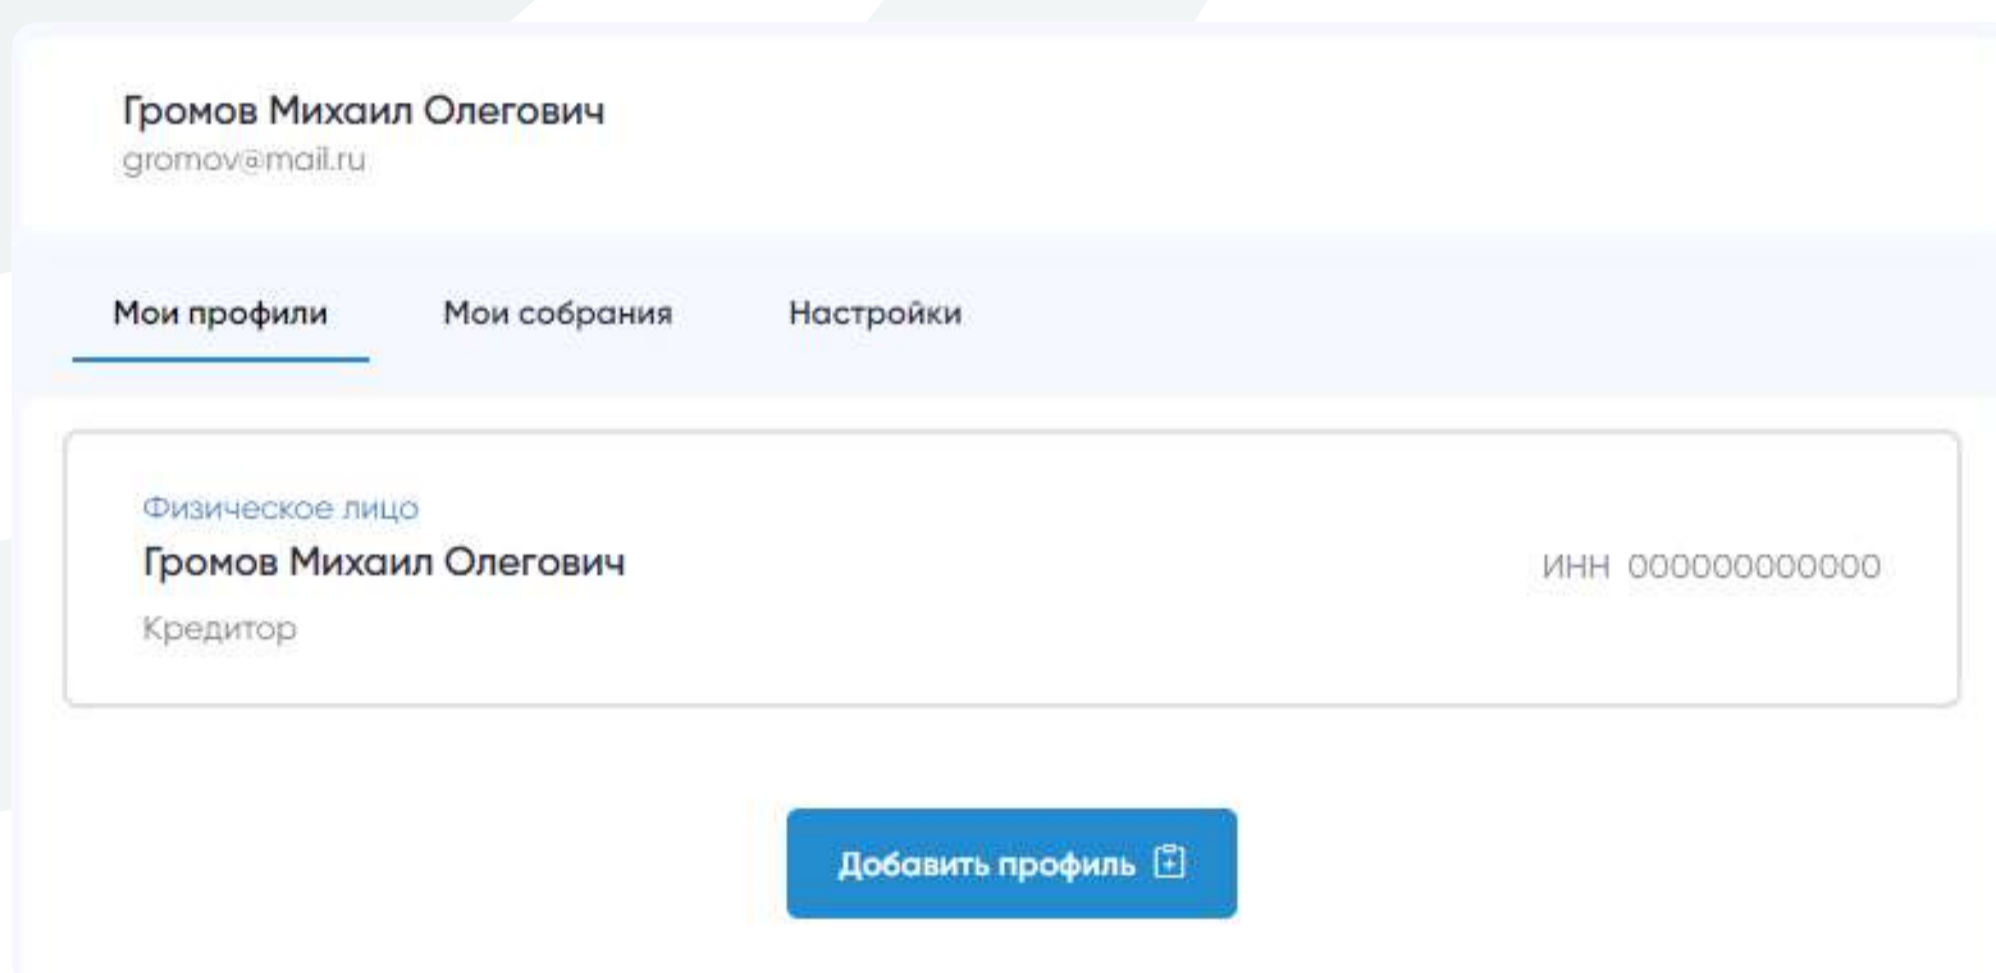 Громов Михаил Олегович
gromov@mail.ru
Мои профили Мои собрания Настройки
Физическое лицо
Громов Михаил Олегович
ИНН 000000000000
Кредитор
Добавить профиль